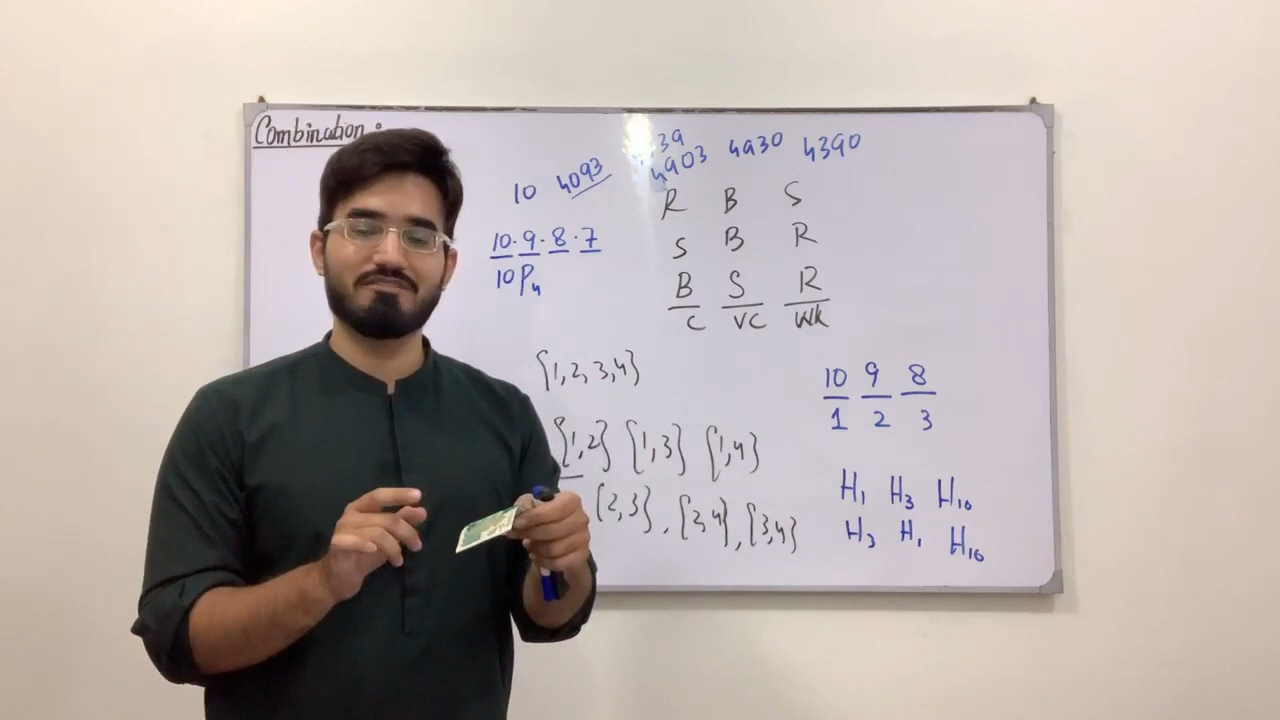 Combination :
10 4093 4903 4930 4390
R B S
S B R
B S R
C VC Wk
10 · 9 · 8 · 7
10P4
{1,2,3,4}
{1,2} {1,3} {1,4}
{2,3}, {2,4}, {3,4}
10 9 8
1 2 3
H1 H3 H10
H3 H1 H10